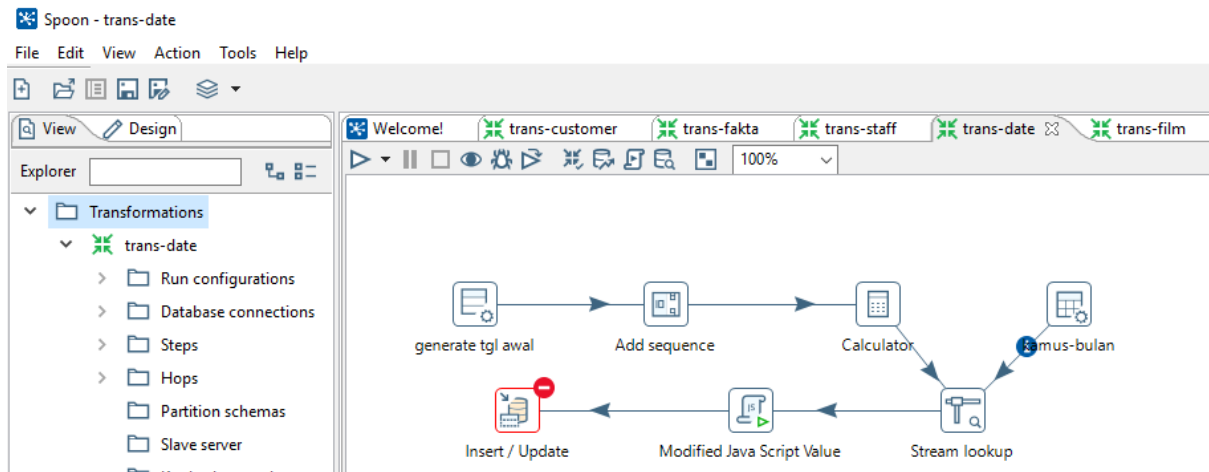 Spoon - trans-date
File Edit View Action Tools Help
View Design
Welcome! trans-customer trans-fakta trans-staff trans-date trans-film
Explorer
100%
Transformations
trans-date
Run configurations
Database connections
Steps
Hops
Partition schemas
Slave server
generate tgl awal Add sequence Calculator kamus-bulan
Insert / Update Modified Java Script Value Stream lookup